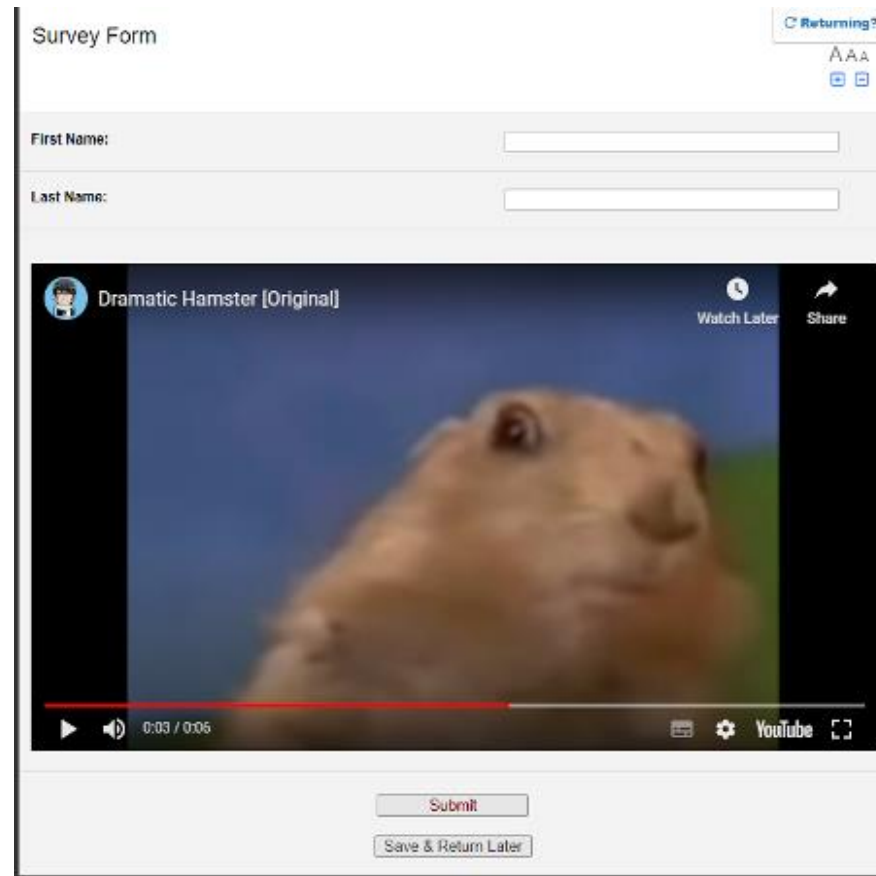 Survey Form
Returning?
AAA
First Name:
Last Name:
Dramatic Hamster [Original]
Watch Later
Share
0:03 / 0:05
YouTube
Submit
Save & Return Later